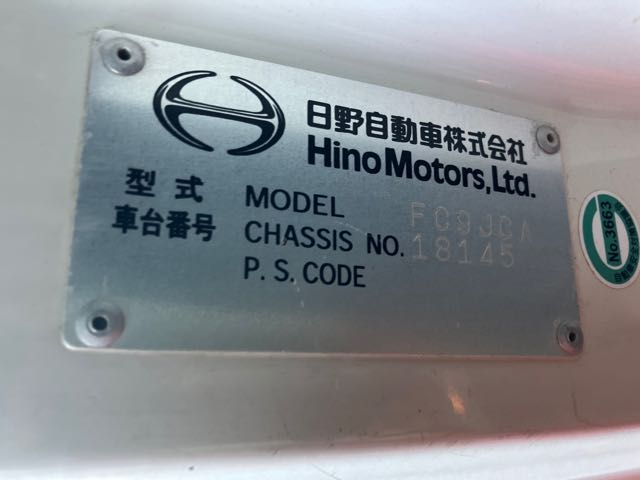 日野自動車株式会社
Hino Motors, Ltd.
型式 MODEL FC9JCA
車台番号 CHASSIS NO. 18145
P.S. CODE
No.3663